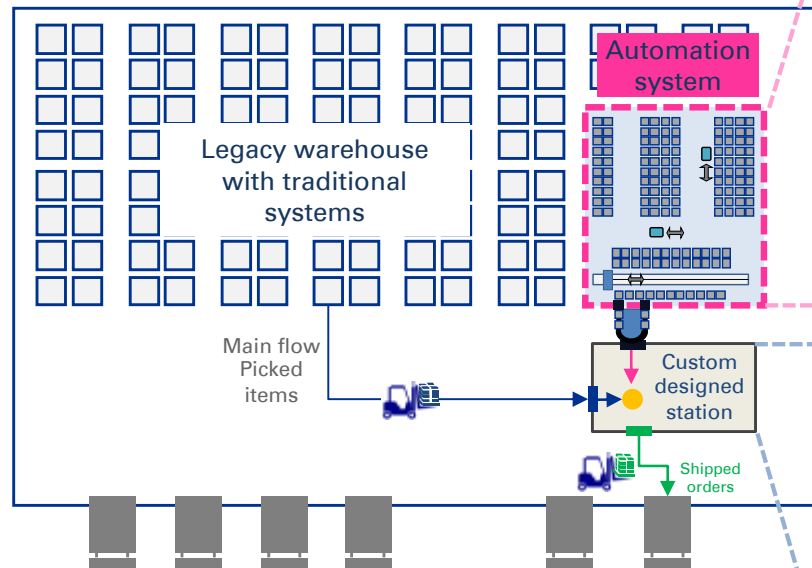 Automation
system
Legacy warehouse
with traditional
systems
Main flow
Picked
items
Custom
designed
station
Shipped
orders